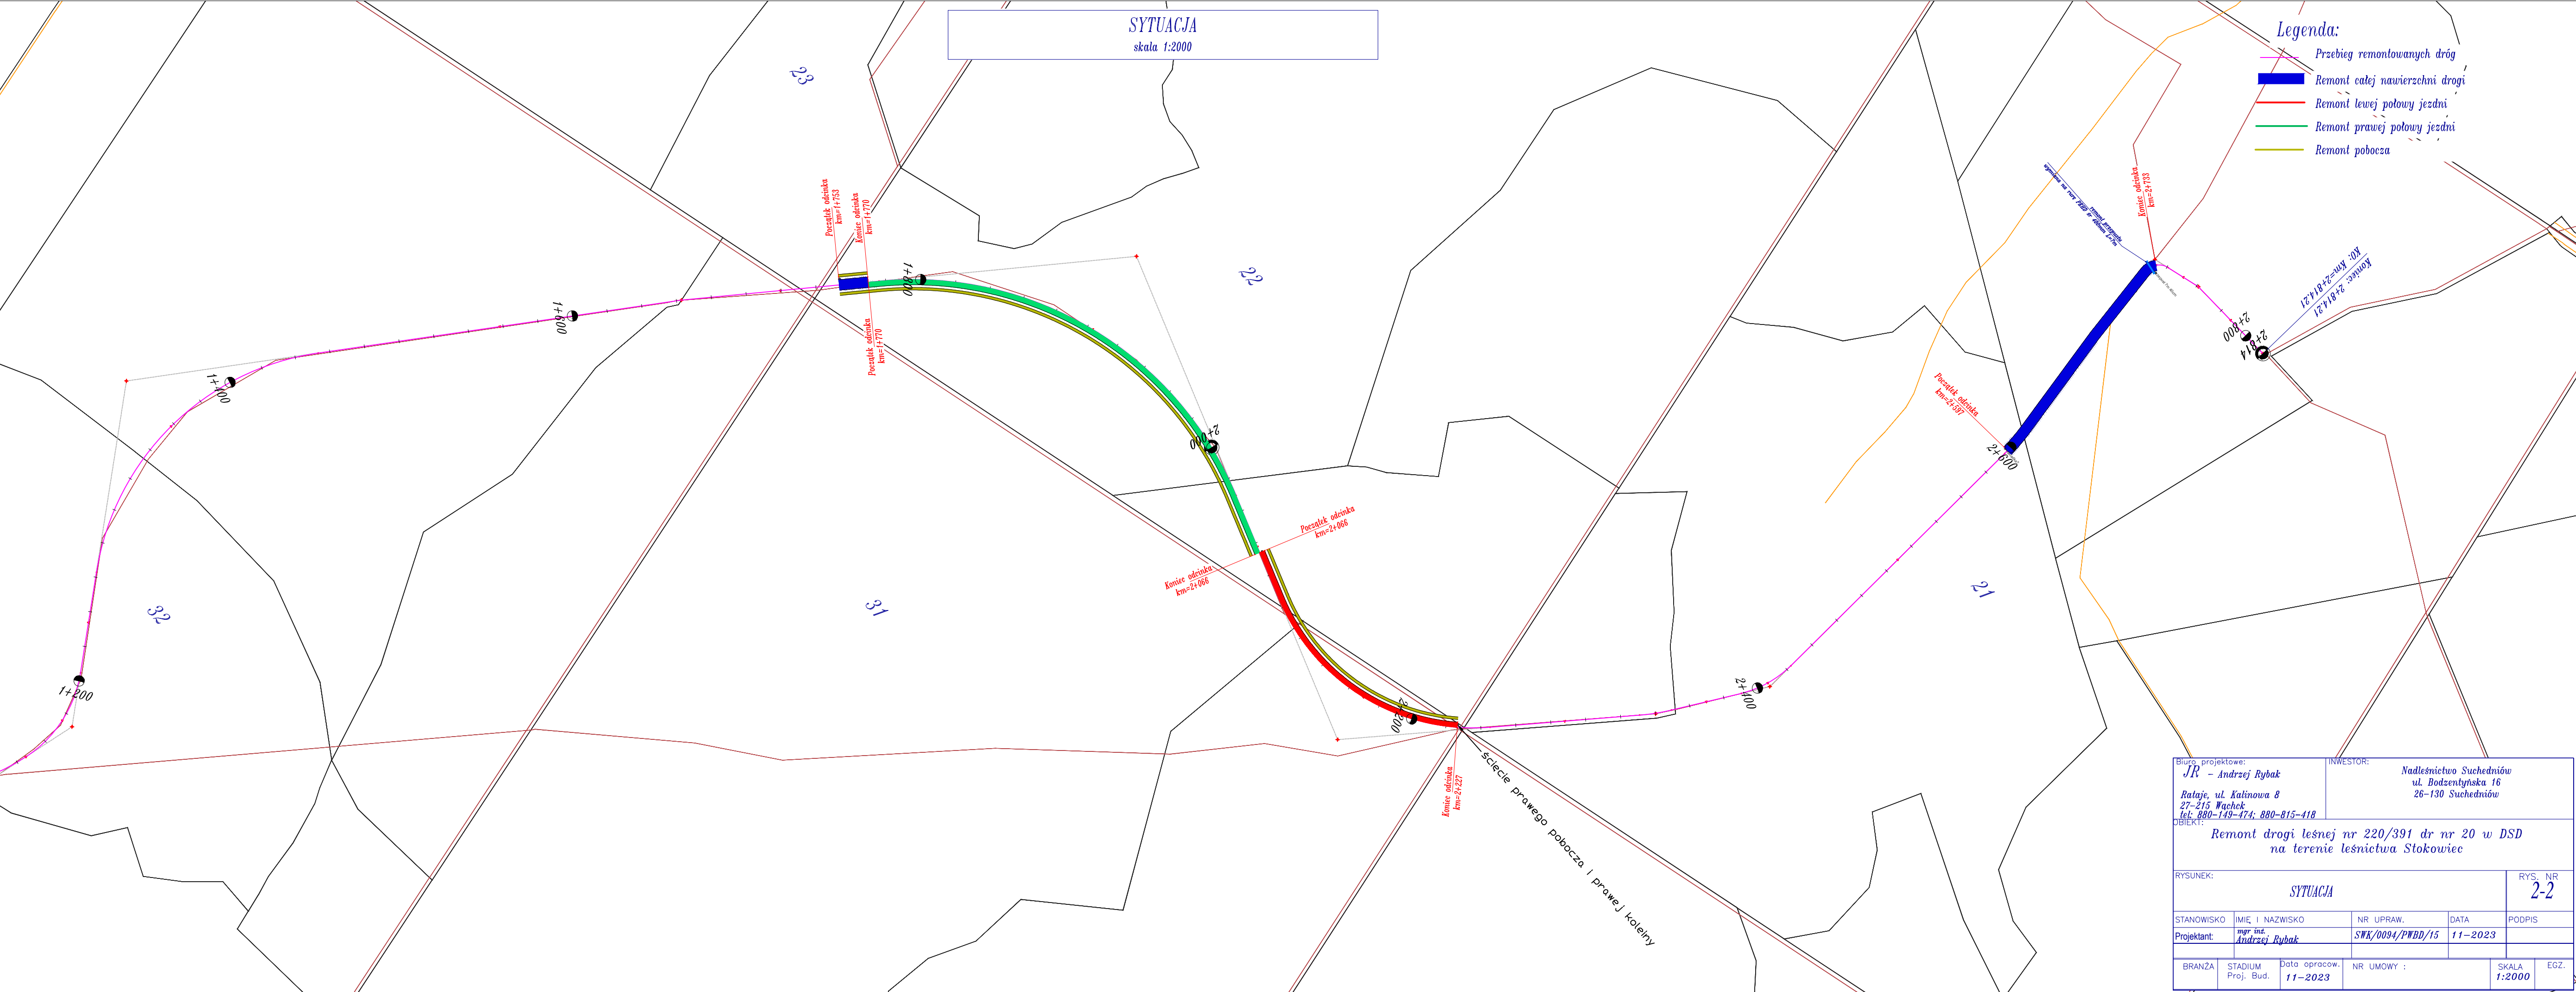 SYTUACJA
skala 1:2000
Legenda:
Przebieg remontowanych dróg
Remont całej nawierzchni drogi
Remont lewej połowy jezdni
Remont prawej połowy jezdni
Remont pobocza
23
22
32
31
21
Początek odcinka
km=1+753
Koniec odcinka
km=1+770
Początek odcinka
km=1+770
1+200
1+400
1+600
1+800
2+000
Początek odcinka
km=2+066
Koniec odcinka
km=2+066
2+200
Koniec odcinka
km=2+227
ścięcie prawego pobocza i prawej koleiny
2+400
Początek odcinka
km=2+597
2+600
remont przepustu
Koniec odcinka
km=2+733
2+800
2+814
KO: Km=2+814.21
Koniec: 2+814.21
Biuro projektowe:
JR - Andrzej Rybak
Rataje, ul. Kalinowa 8
27-215 Wąchck
tel: 880-149-474; 880-815-418
INWESTOR:
Nadleśnictwo Suchedniów
ul. Bodzentyńska 16
26-130 Suchedniów
OBIEKT:
Remont drogi leśnej nr 220/391 dr nr 20 w DSD
na terenie leśnictwa Stokowiec
RYSUNEK:
SYTUACJA
RYS. NR
2-2
STANOWISKO IMIĘ I NAZWISKO NR UPRAW. DATA PODPIS
Projektant: mgr inż. Andrzej Rybak SWK/0094/PWBD/15 11-2023
BRANŻA STADIUM Proj. Bud. Data opracow. 11-2023 NR UMOWY : SKALA 1:2000 EGZ.